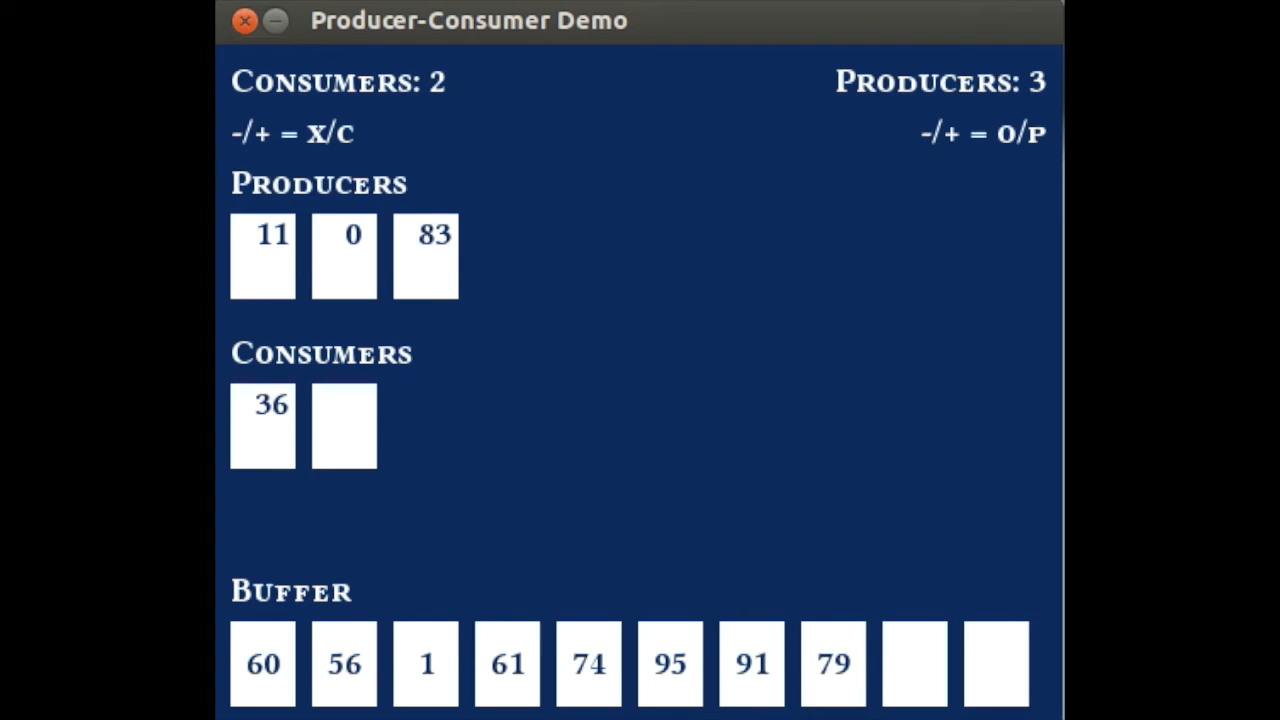 Producer-Consumer Demo
Consumers: 2 Producers: 3
-/+ = x/c -/+ = o/p
Producers
11 0 83
Consumers
36
Buffer
60 56 1 61 74 95 91 79